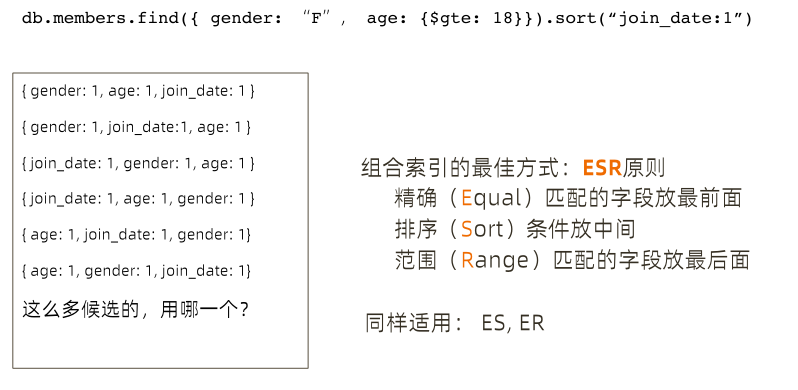 db.members.find({ gender: “F”， age: {$gte: 18}}).sort(“join_date:1”)
{ gender: 1, age: 1, join_date: 1 }
{ gender: 1, join_date:1, age: 1 }
{ join_date: 1, gender: 1, age: 1 }
{ join_date: 1, age: 1, gender: 1 }
{ age: 1, join_date: 1, gender: 1}
{ age: 1, gender: 1, join_date: 1}
这么多候选的，用哪一个？
组合索引的最佳方式：ESR原则
精确（Equal）匹配的字段放最前面
排序（Sort）条件放中间
范围（Range）匹配的字段放最后面
同样适用： ES, ER